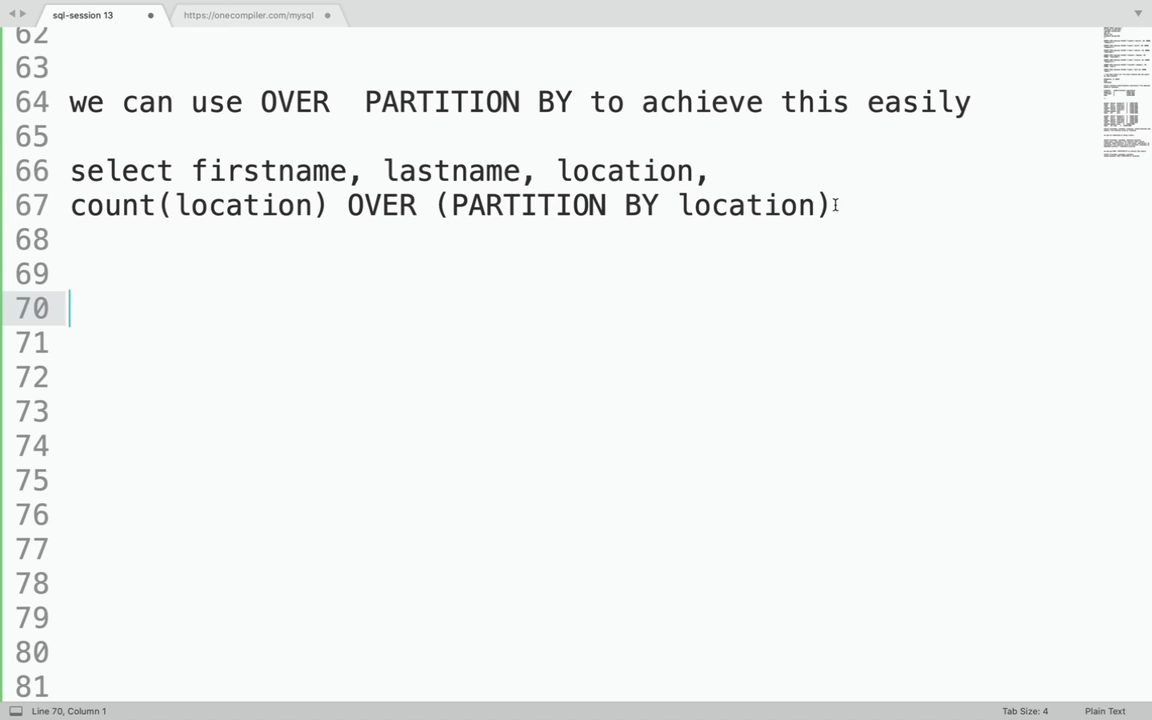 sql-session 13
https://onecompiler.com/mysql
62
63
64 we can use OVER  PARTITION BY to achieve this easily
65
66 select firstname, lastname, location,
67 count(location) OVER (PARTITION BY location)
68
69
70
71
72
73
74
75
76
77
78
79
80
81
Line 70, Column 1
Tab Size: 4
Plain Text